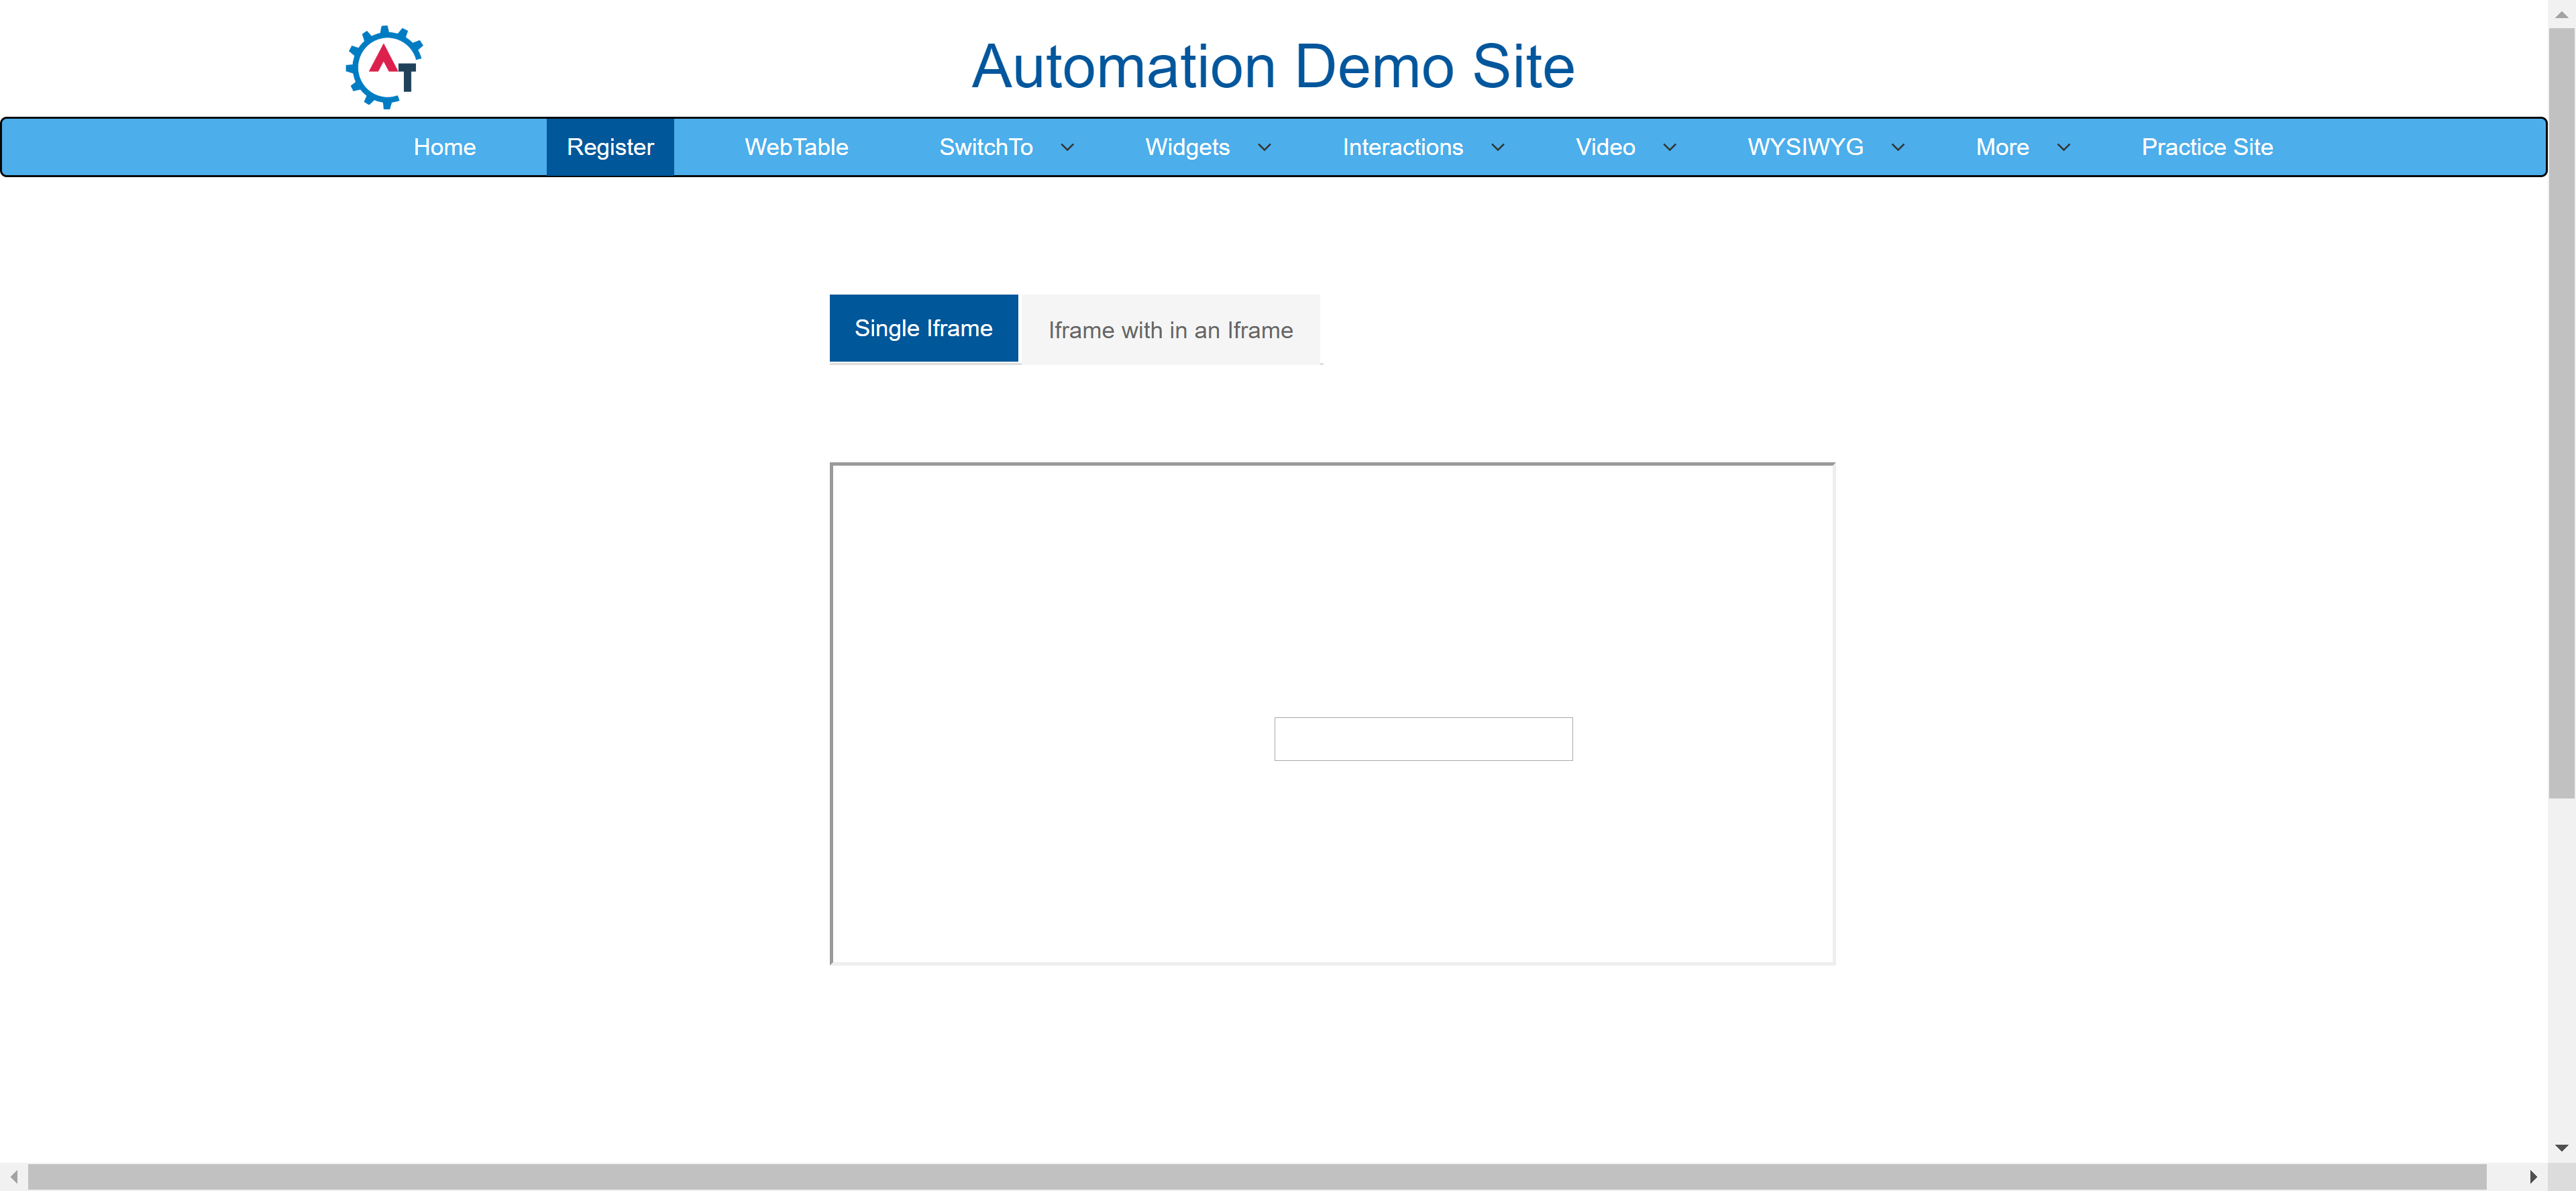 AT
Automation Demo Site
Home Register WebTable SwitchTo Widgets Interactions Video WYSIWYG More Practice Site
Single Iframe Iframe with in an Iframe